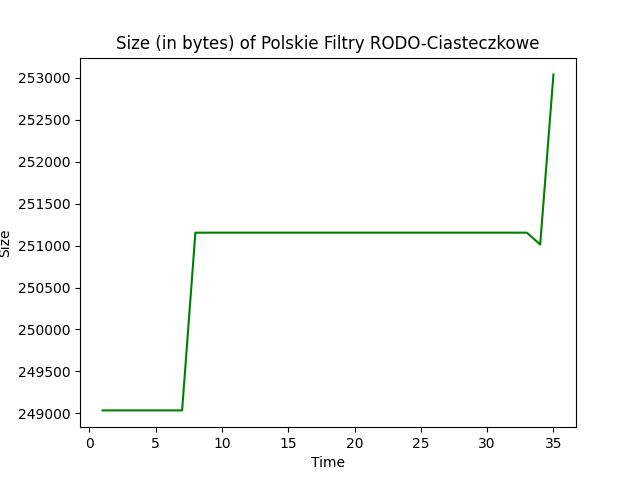 Size (in bytes) of Polskie Filtry RODO-Ciasteczkowe
253000
252500
252000
251500
251000
250500
250000
249500
249000
Size
0 5 10 15 20 25 30 35
Time